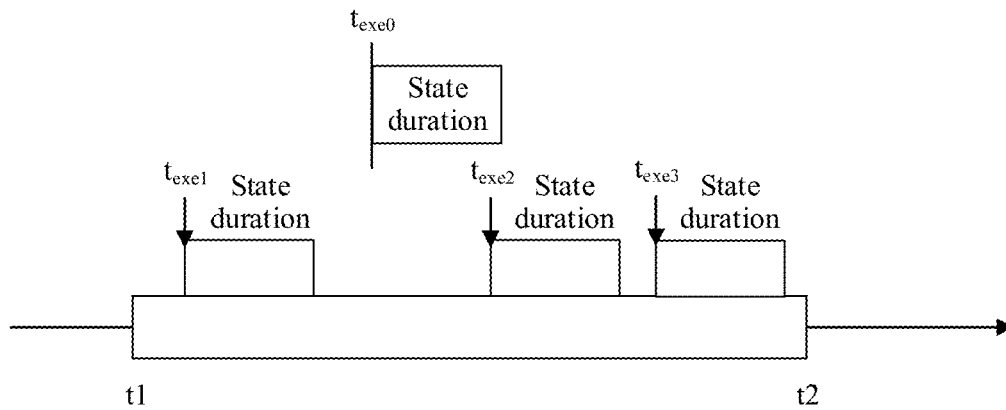 t_exe0
State
duration
t_exe1
State
duration
t_exe2
State
duration
t_exe3
State
duration
t1
t2